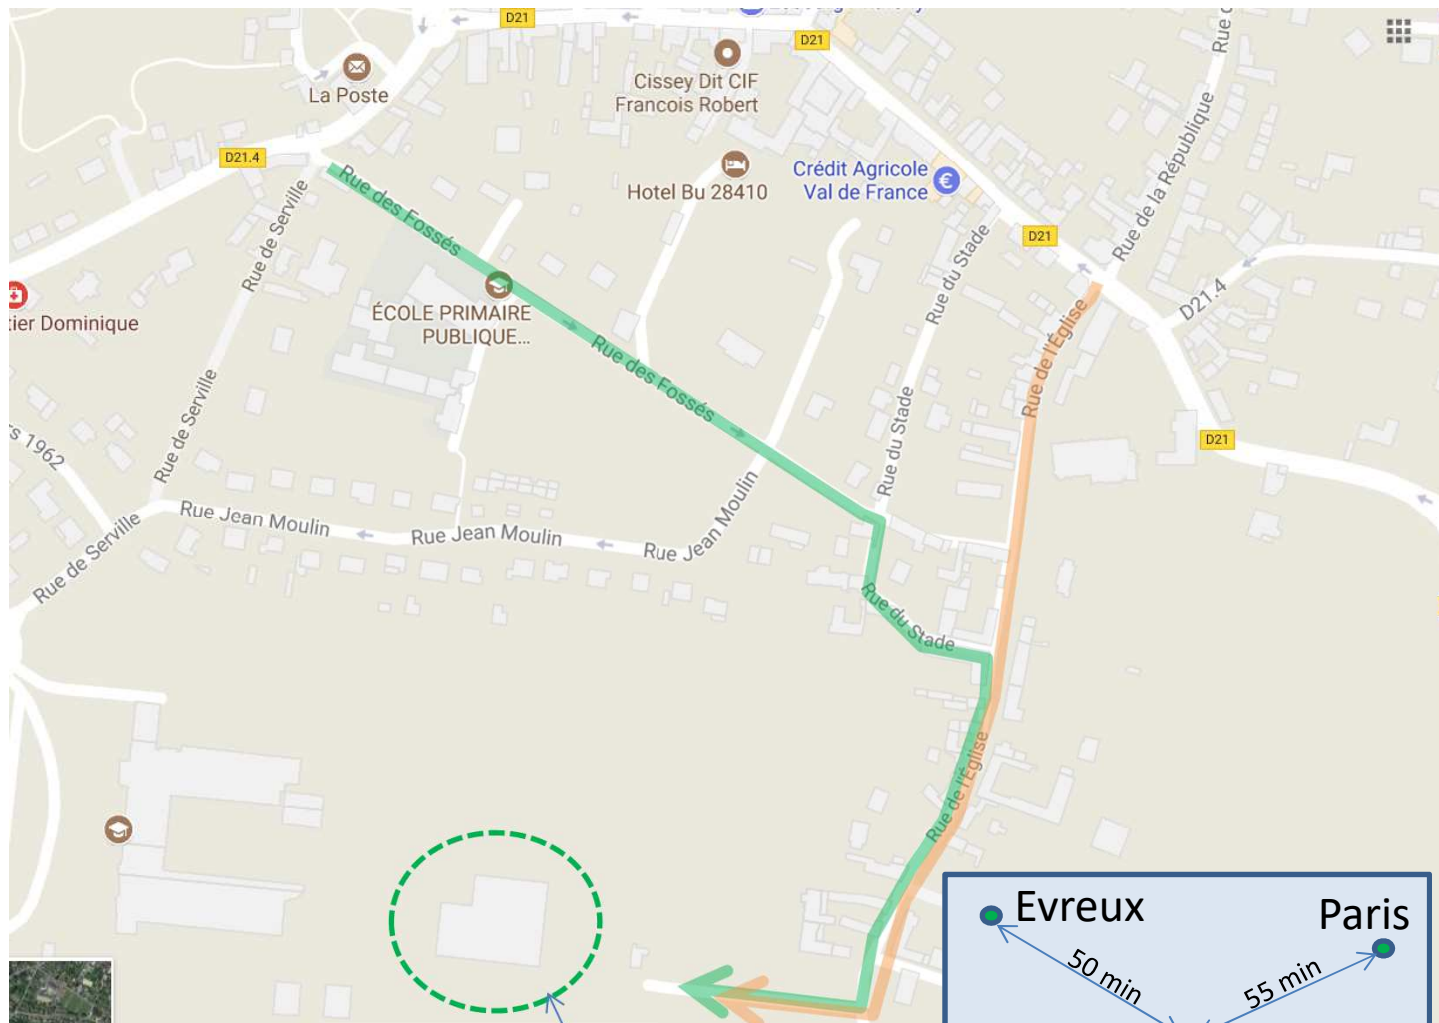 D21
D21
La Poste
Cissey Dit CIF
Francois Robert
Rue de la République
D21.4
Rue des Fossés
Hotel Bu 28410
Crédit Agricole
Val de France
€
Rue de Serville
Rue du Stade
D21
D21.4
tier Dominique
ÉCOLE PRIMAIRE
PUBLIQUE...
Rue des Fossés
Rue de l'Église
Rue de Serville
Rue du Stade
D21
s 1962
Rue Jean Moulin
Rue Jean Moulin
Rue Jean Moulin
Rue de Serville
Rue du Stade
Rue de l'Église
Evreux
Paris
50 min
55 min